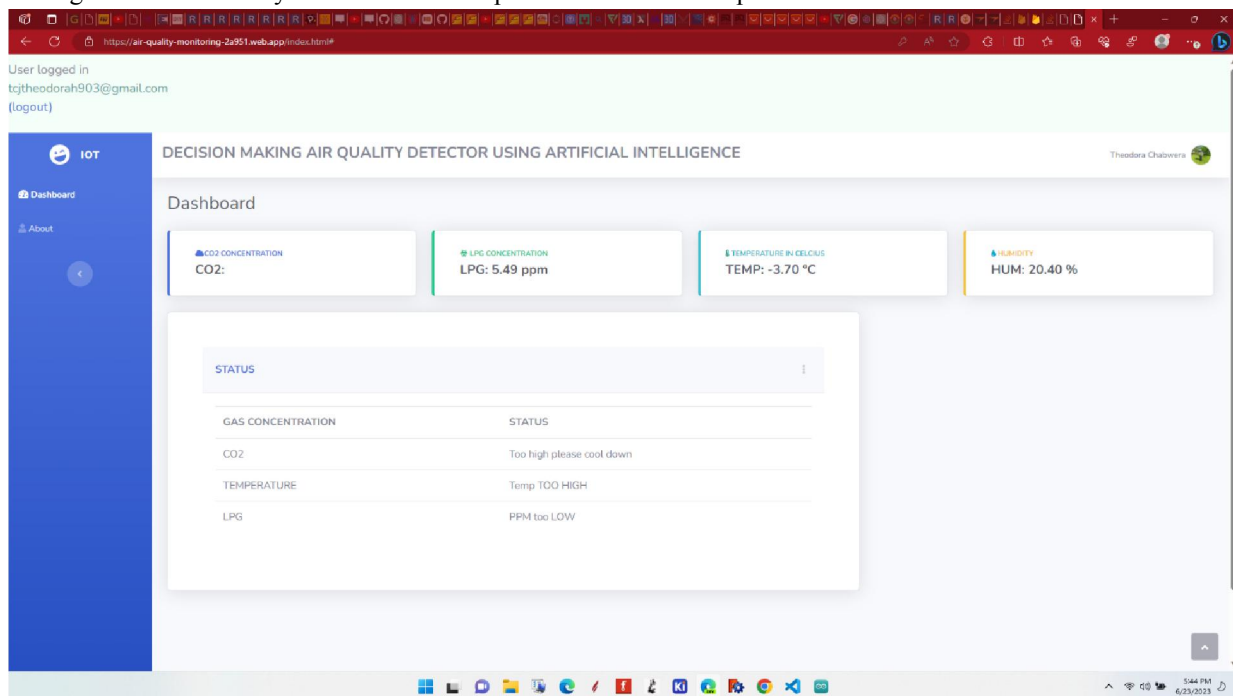 https://air-quality-monitoring-2a951.web.app/index.html#
User logged in
tcjtheodorah903@gmail.com
(logout)
IOT
DECISION MAKING AIR QUALITY DETECTOR USING ARTIFICIAL INTELLIGENCE
Theodora Chabwera
Dashboard
Dashboard
About
CO2 CONCENTRATION
CO2:
LPG CONCENTRATION
LPG: 5.49 ppm
TEMPERATURE IN CELCIUS
TEMP: -3.70 °C
HUMIDITY
HUM: 20.40 %
STATUS
GAS CONCENTRATION STATUS
CO2 Too high please cool down
TEMPERATURE Temp TOO HIGH
LPG PPM too LOW
5:44 PM
6/23/2023